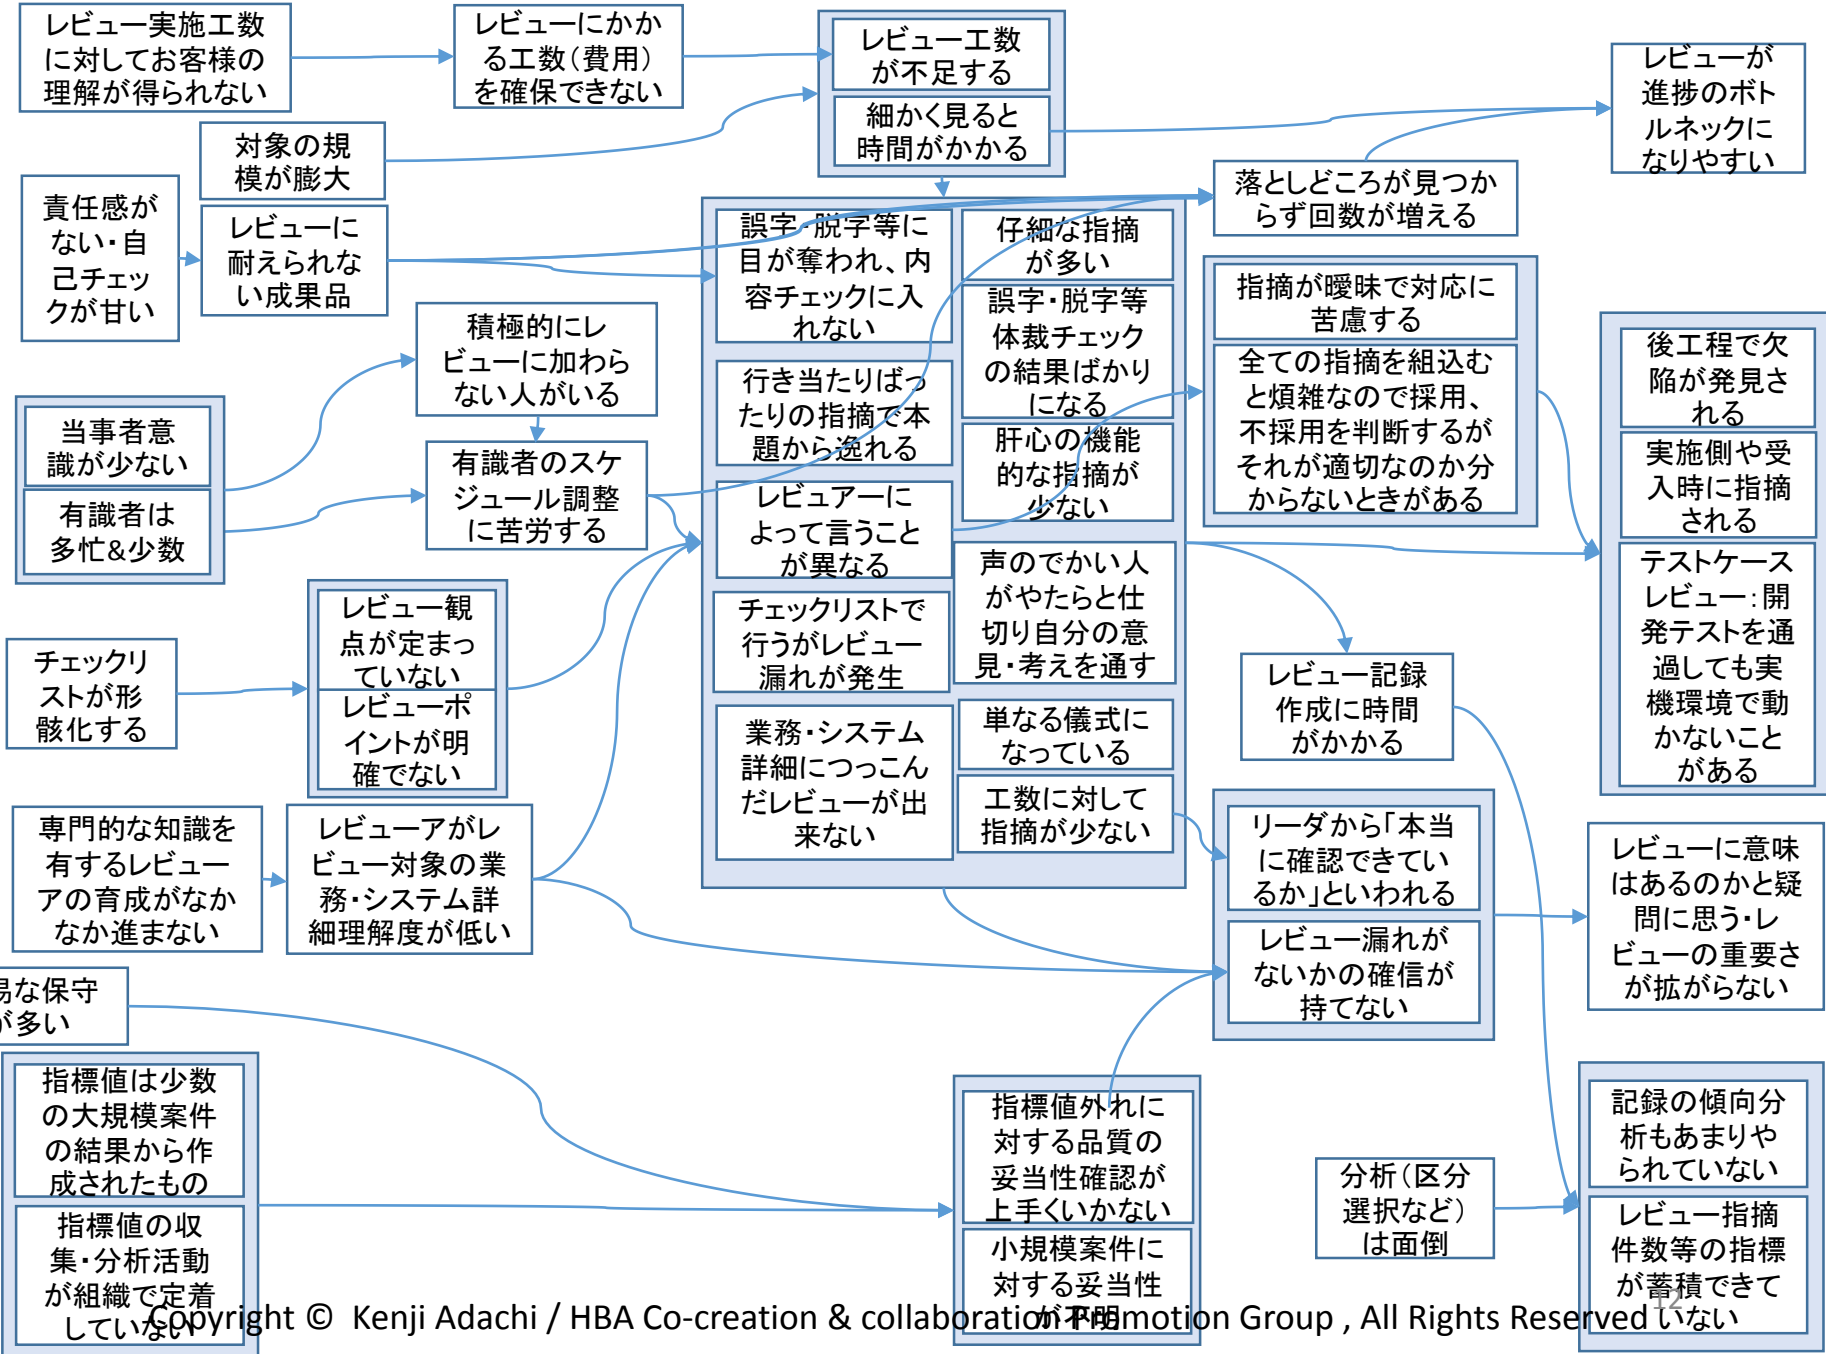 レビュー実施工数
に対してお客様の
理解が得られない
レビューにかか
る工数（費用）
を確保できない
レビュー工数
が不足する
細かく見ると
時間がかかる
レビューが
進捗のボト
ルネックに
なりやすい
対象の規
模が膨大
責任感が
ない・自
己チェッ
クが甘い
レビューに
耐えられな
い成果品
落としどころが見つか
らず回数が増える
誤字・脱字等に
目が奪われ、内
容チェックに入
れない
仔細な指摘
が多い
誤字・脱字等
体裁チェック
の結果ばかり
になる
行き当たりばっ
たりの指摘で本
題から逸れる
肝心の機能
的な指摘が
少ない
レビュアーに
よって言うこと
が異なる
声のでかい人
がやたらと仕
切り自分の意
見・考えを通す
チェックリストで
行うがレビュー
漏れが発生
業務・システム
詳細につっこん
だレビューが出
来ない
単なる儀式に
なっている
工数に対して
指摘が少ない
指摘が曖昧で対応に
苦慮する
全ての指摘を組込む
と煩雑なので採用、
不採用を判断するが
それが適切なのか分
からないときがある
後工程で欠
陥が発見さ
れる
実施側や受
入時に指摘
される
テストケース
レビュー：開
発テストを通
過しても実
機環境で動
かないこと
がある
積極的にレ
ビューに加わら
ない人がいる
当事者意
識が少ない
有識者は
多忙&少数
有識者のスケ
ジュール調整
に苦労する
チェックリ
ストが形
骸化する
レビュー観
点が定まっ
ていない
レビューポ
イントが明
確でない
レビュー記録
作成に時間
がかかる
専門的な知識を
有するレビュー
アの育成がなか
なか進まない
レビューアがレ
ビュー対象の業
務・システム詳
細理解度が低い
リーダから「本当
に確認できてい
るか」といわれる
レビュー漏れが
ないかの確信が
持てない
レビューに意味
はあるのかと疑
問に思う・レ
ビューの重要さ
が拡がらない
易な保守
が多い
指標値は少数
の大規模案件
の結果から作
成されたもの
指標値の収
集・分析活動
が組織で定着
していない
指標値外れに
対する品質の
妥当性確認が
上手くいかない
小規模案件に
対する妥当性
が不明
分析（区分
選択など）
は面倒
記録の傾向分
析もあまりや
られていない
レビュー指摘
件数等の指標
が蓄積できて
いない
Copyright © Kenji Adachi / HBA Co-creation & collaboration Promotion Group , All Rights Reserved
12